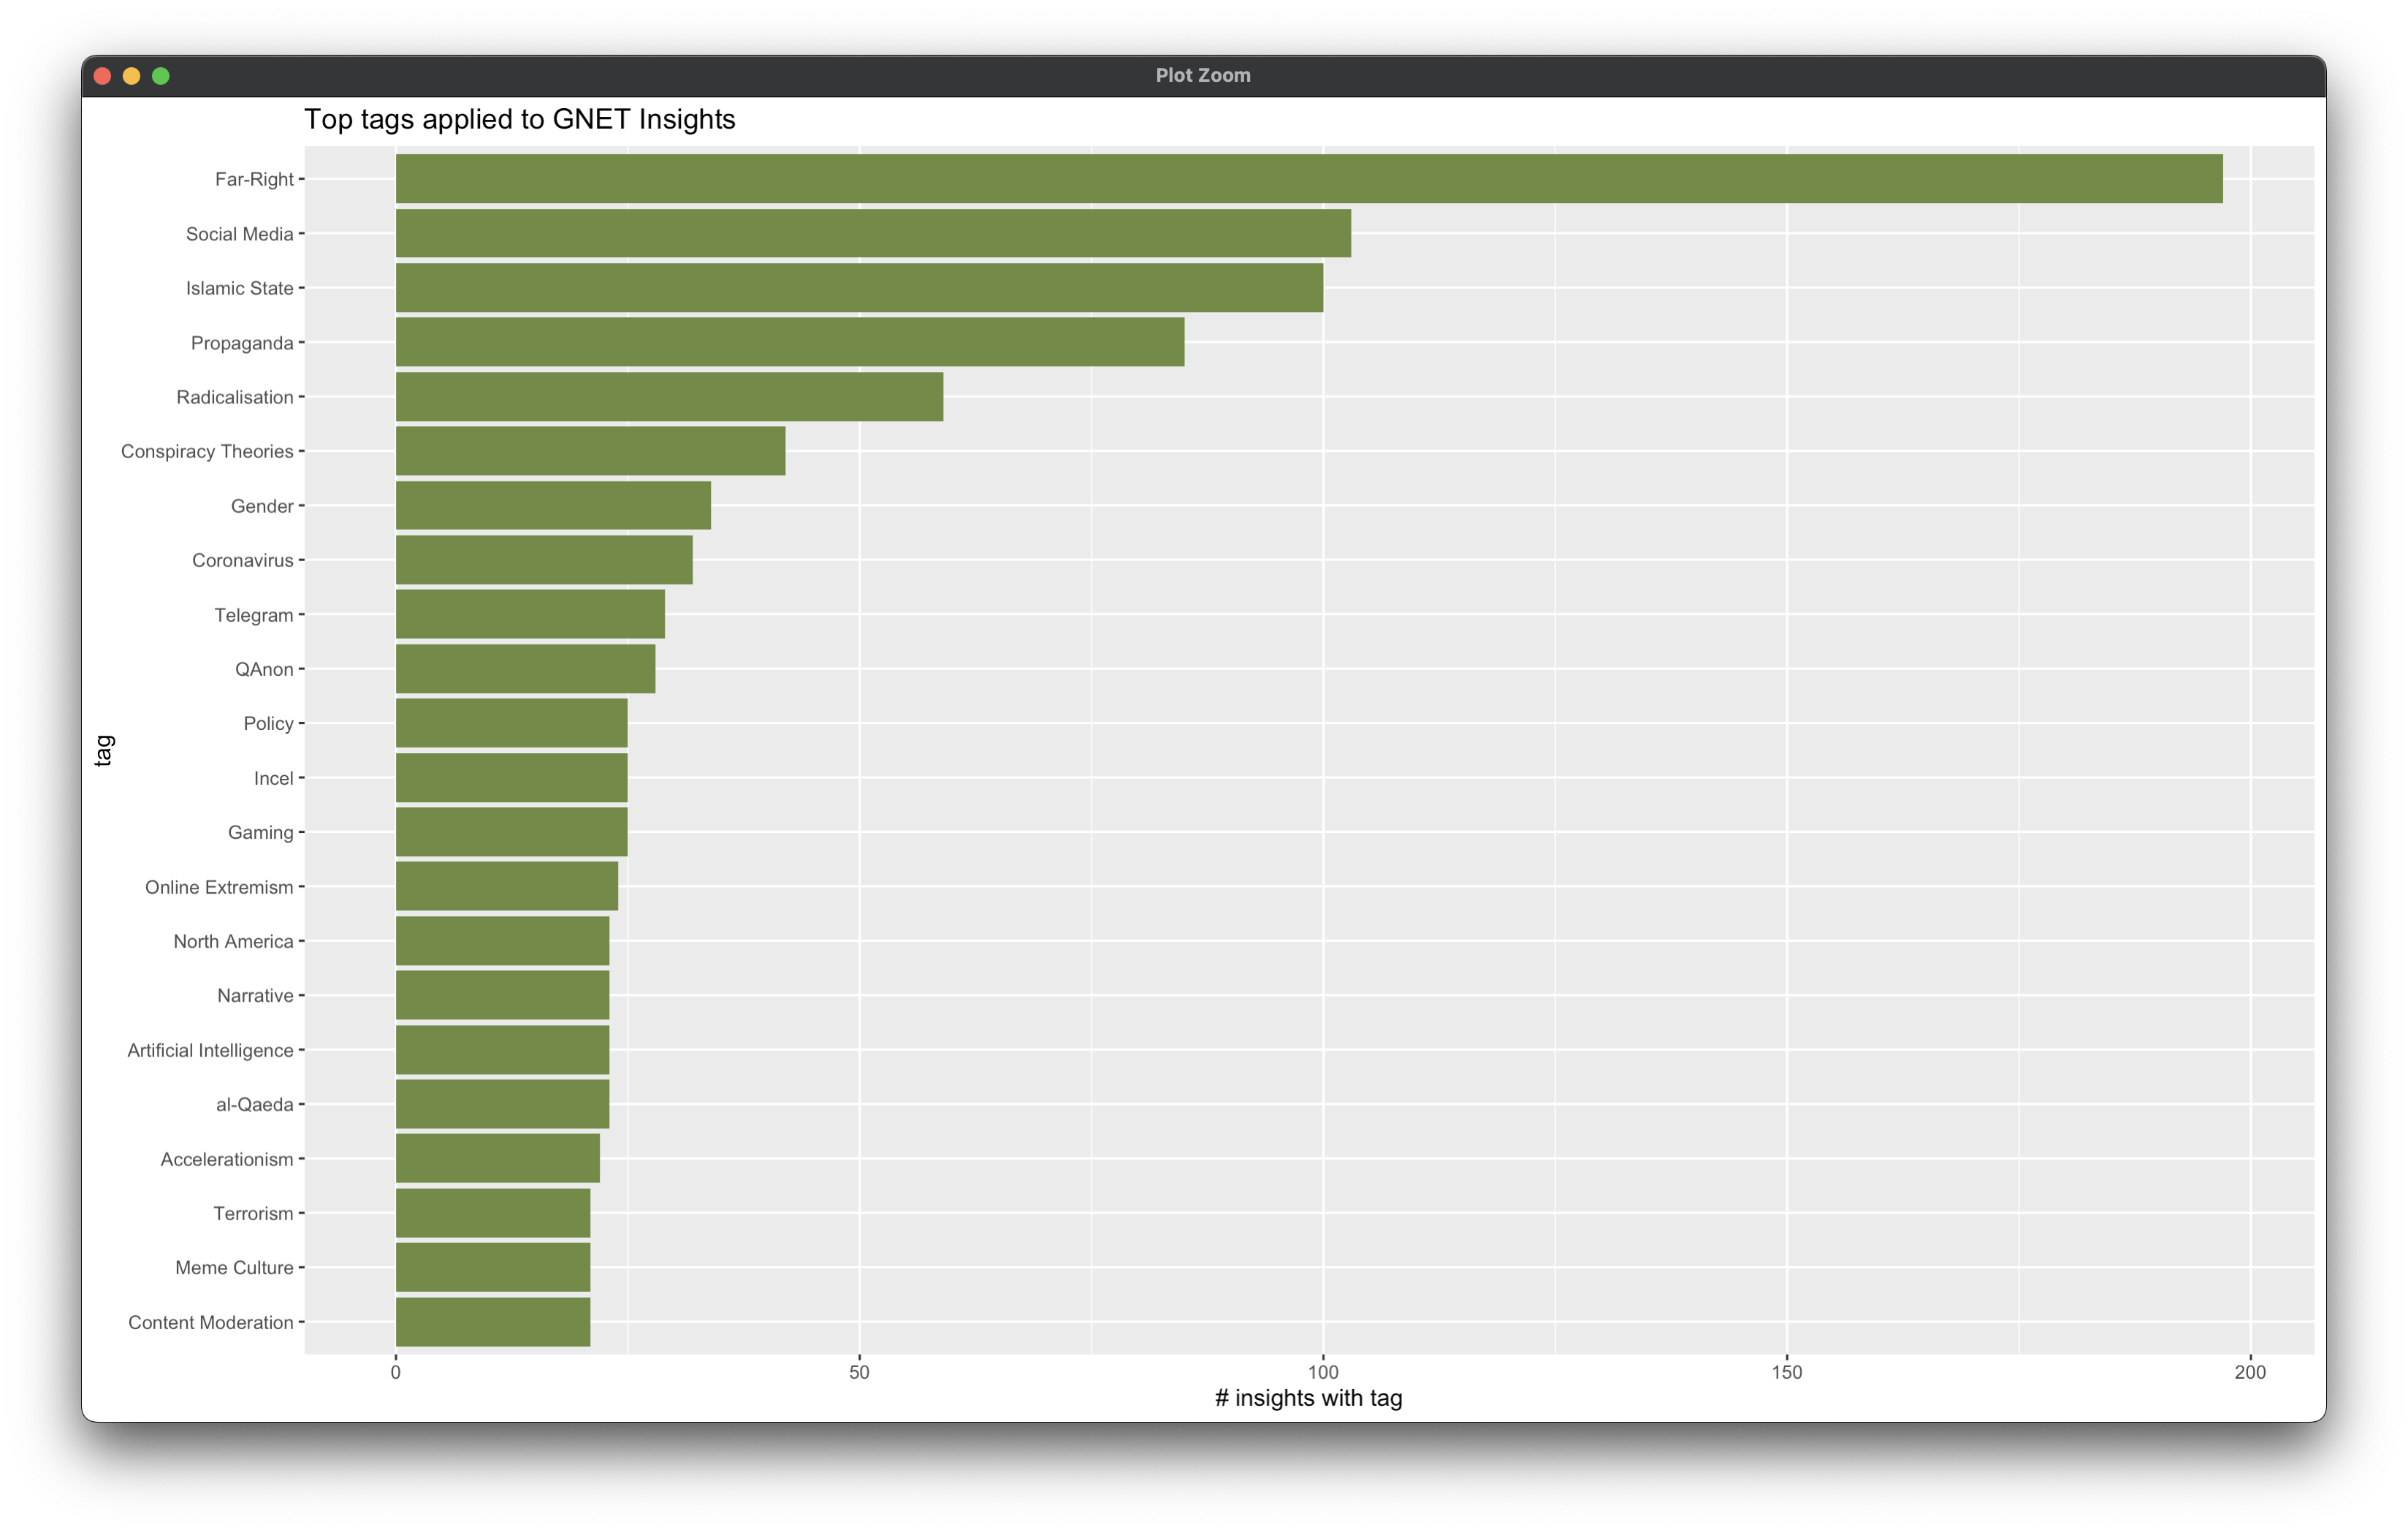 Plot Zoom
Top tags applied to GNET Insights
Far-Right
Social Media
Islamic State
Propaganda
Radicalisation
Conspiracy Theories
Gender
Coronavirus
Telegram
QAnon
Policy
Incel
Gaming
Online Extremism
North America
Narrative
Artificial Intelligence
al-Qaeda
Accelerationism
Terrorism
Meme Culture
Content Moderation
tag
0 50 100 150 200
# insights with tag